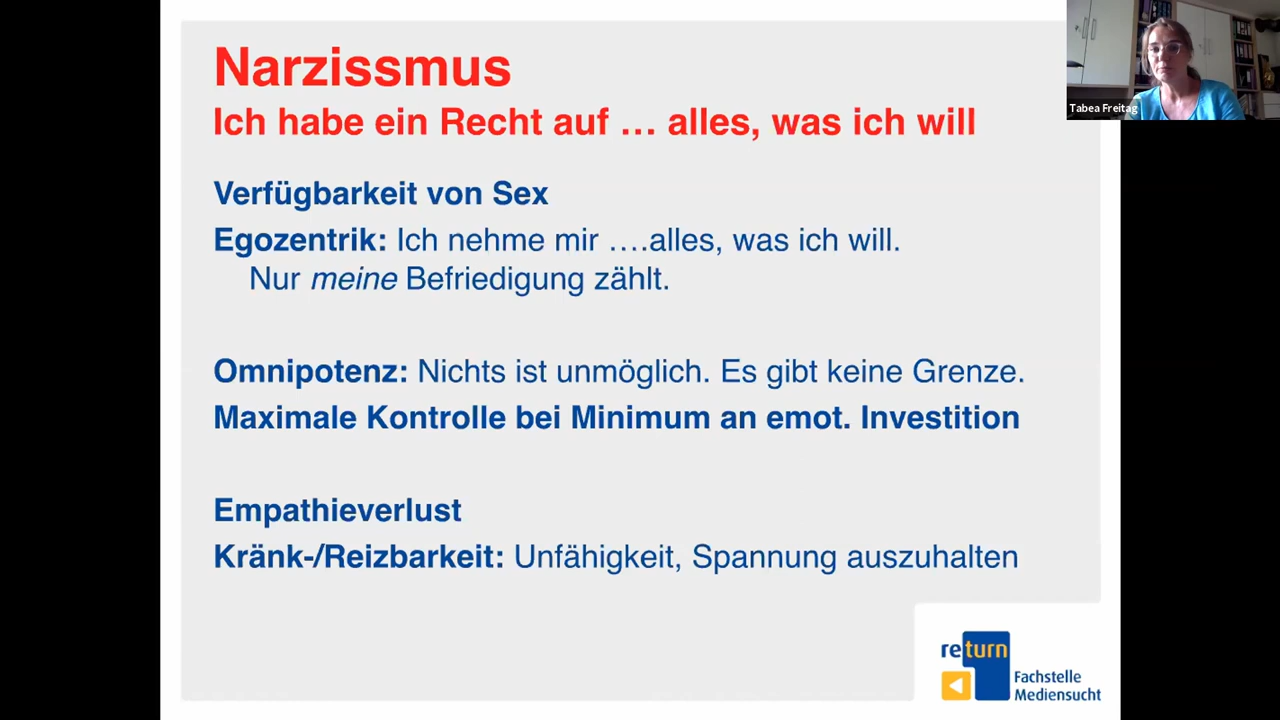 Narzissmus
Ich habe ein Recht auf … alles, was ich will
Tabea Freitag
Verfügbarkeit von Sex
Egozentrik: Ich nehme mir ….alles, was ich will.
Nur meine Befriedigung zählt.
Omnipotenz: Nichts ist unmöglich. Es gibt keine Grenze.
Maximale Kontrolle bei Minimum an emot. Investition
Empathieverlust
Kränk-/Reizbarkeit: Unfähigkeit, Spannung auszuhalten
return
Fachstelle
Mediensucht